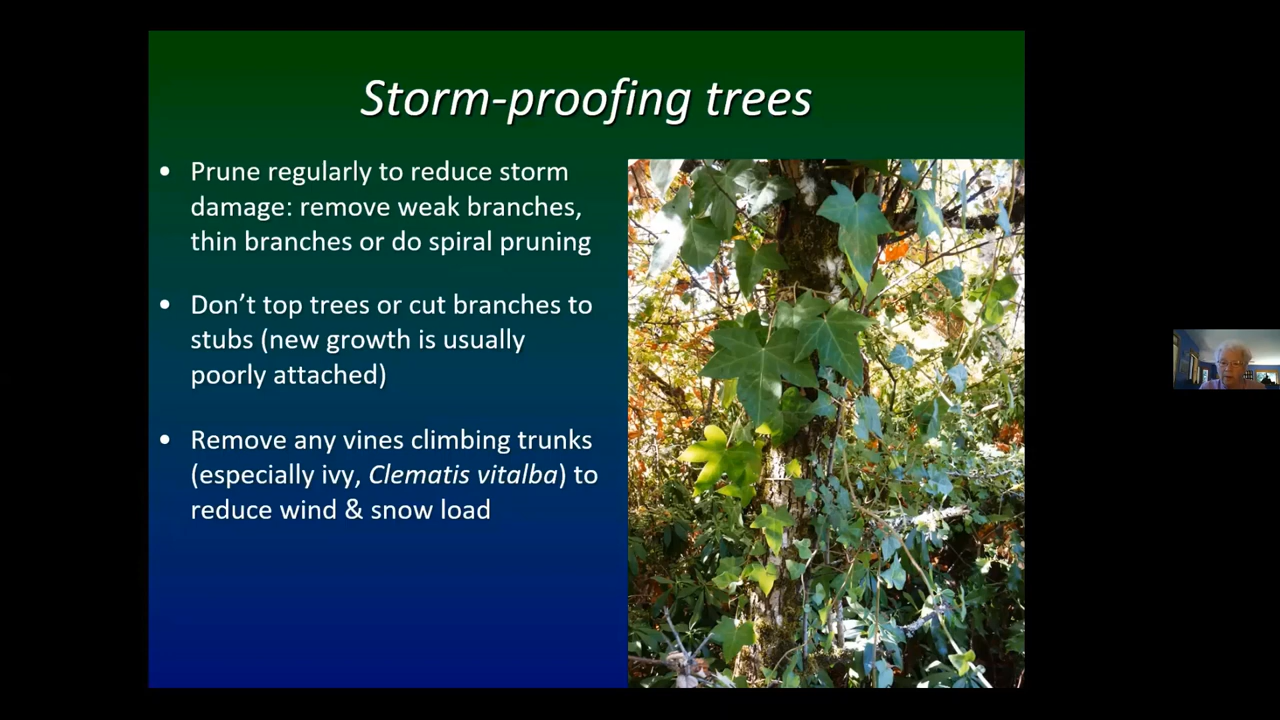 Storm-proofing trees
• Prune regularly to reduce storm
damage: remove weak branches,
thin branches or do spiral pruning
• Don’t top trees or cut branches to
stubs (new growth is usually
poorly attached)
• Remove any vines climbing trunks
(especially ivy, Clematis vitalba) to
reduce wind & snow load